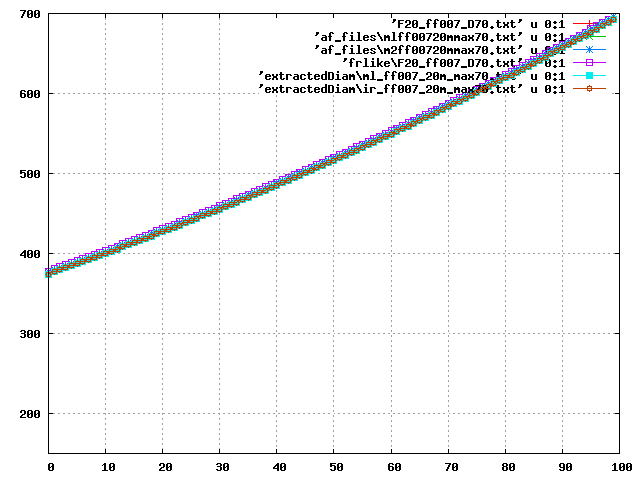 700
600
500
400
300
200
0 10 20 30 40 50 60 70 80 90 100
'F20_ff007_D70.txt' u 0:1
'af_files\mlff00720mmax70.txt' u 0:1
'af_files\m2ff00720mmax70.txt' u 0:1
'frlike\F20_ff007_D70.txt' u 0:1
'extractedDiam\ml_ff007_20m_max70.txt' u 0:1
'extractedDiam\ir_ff007_20m_max70.txt' u 0:1